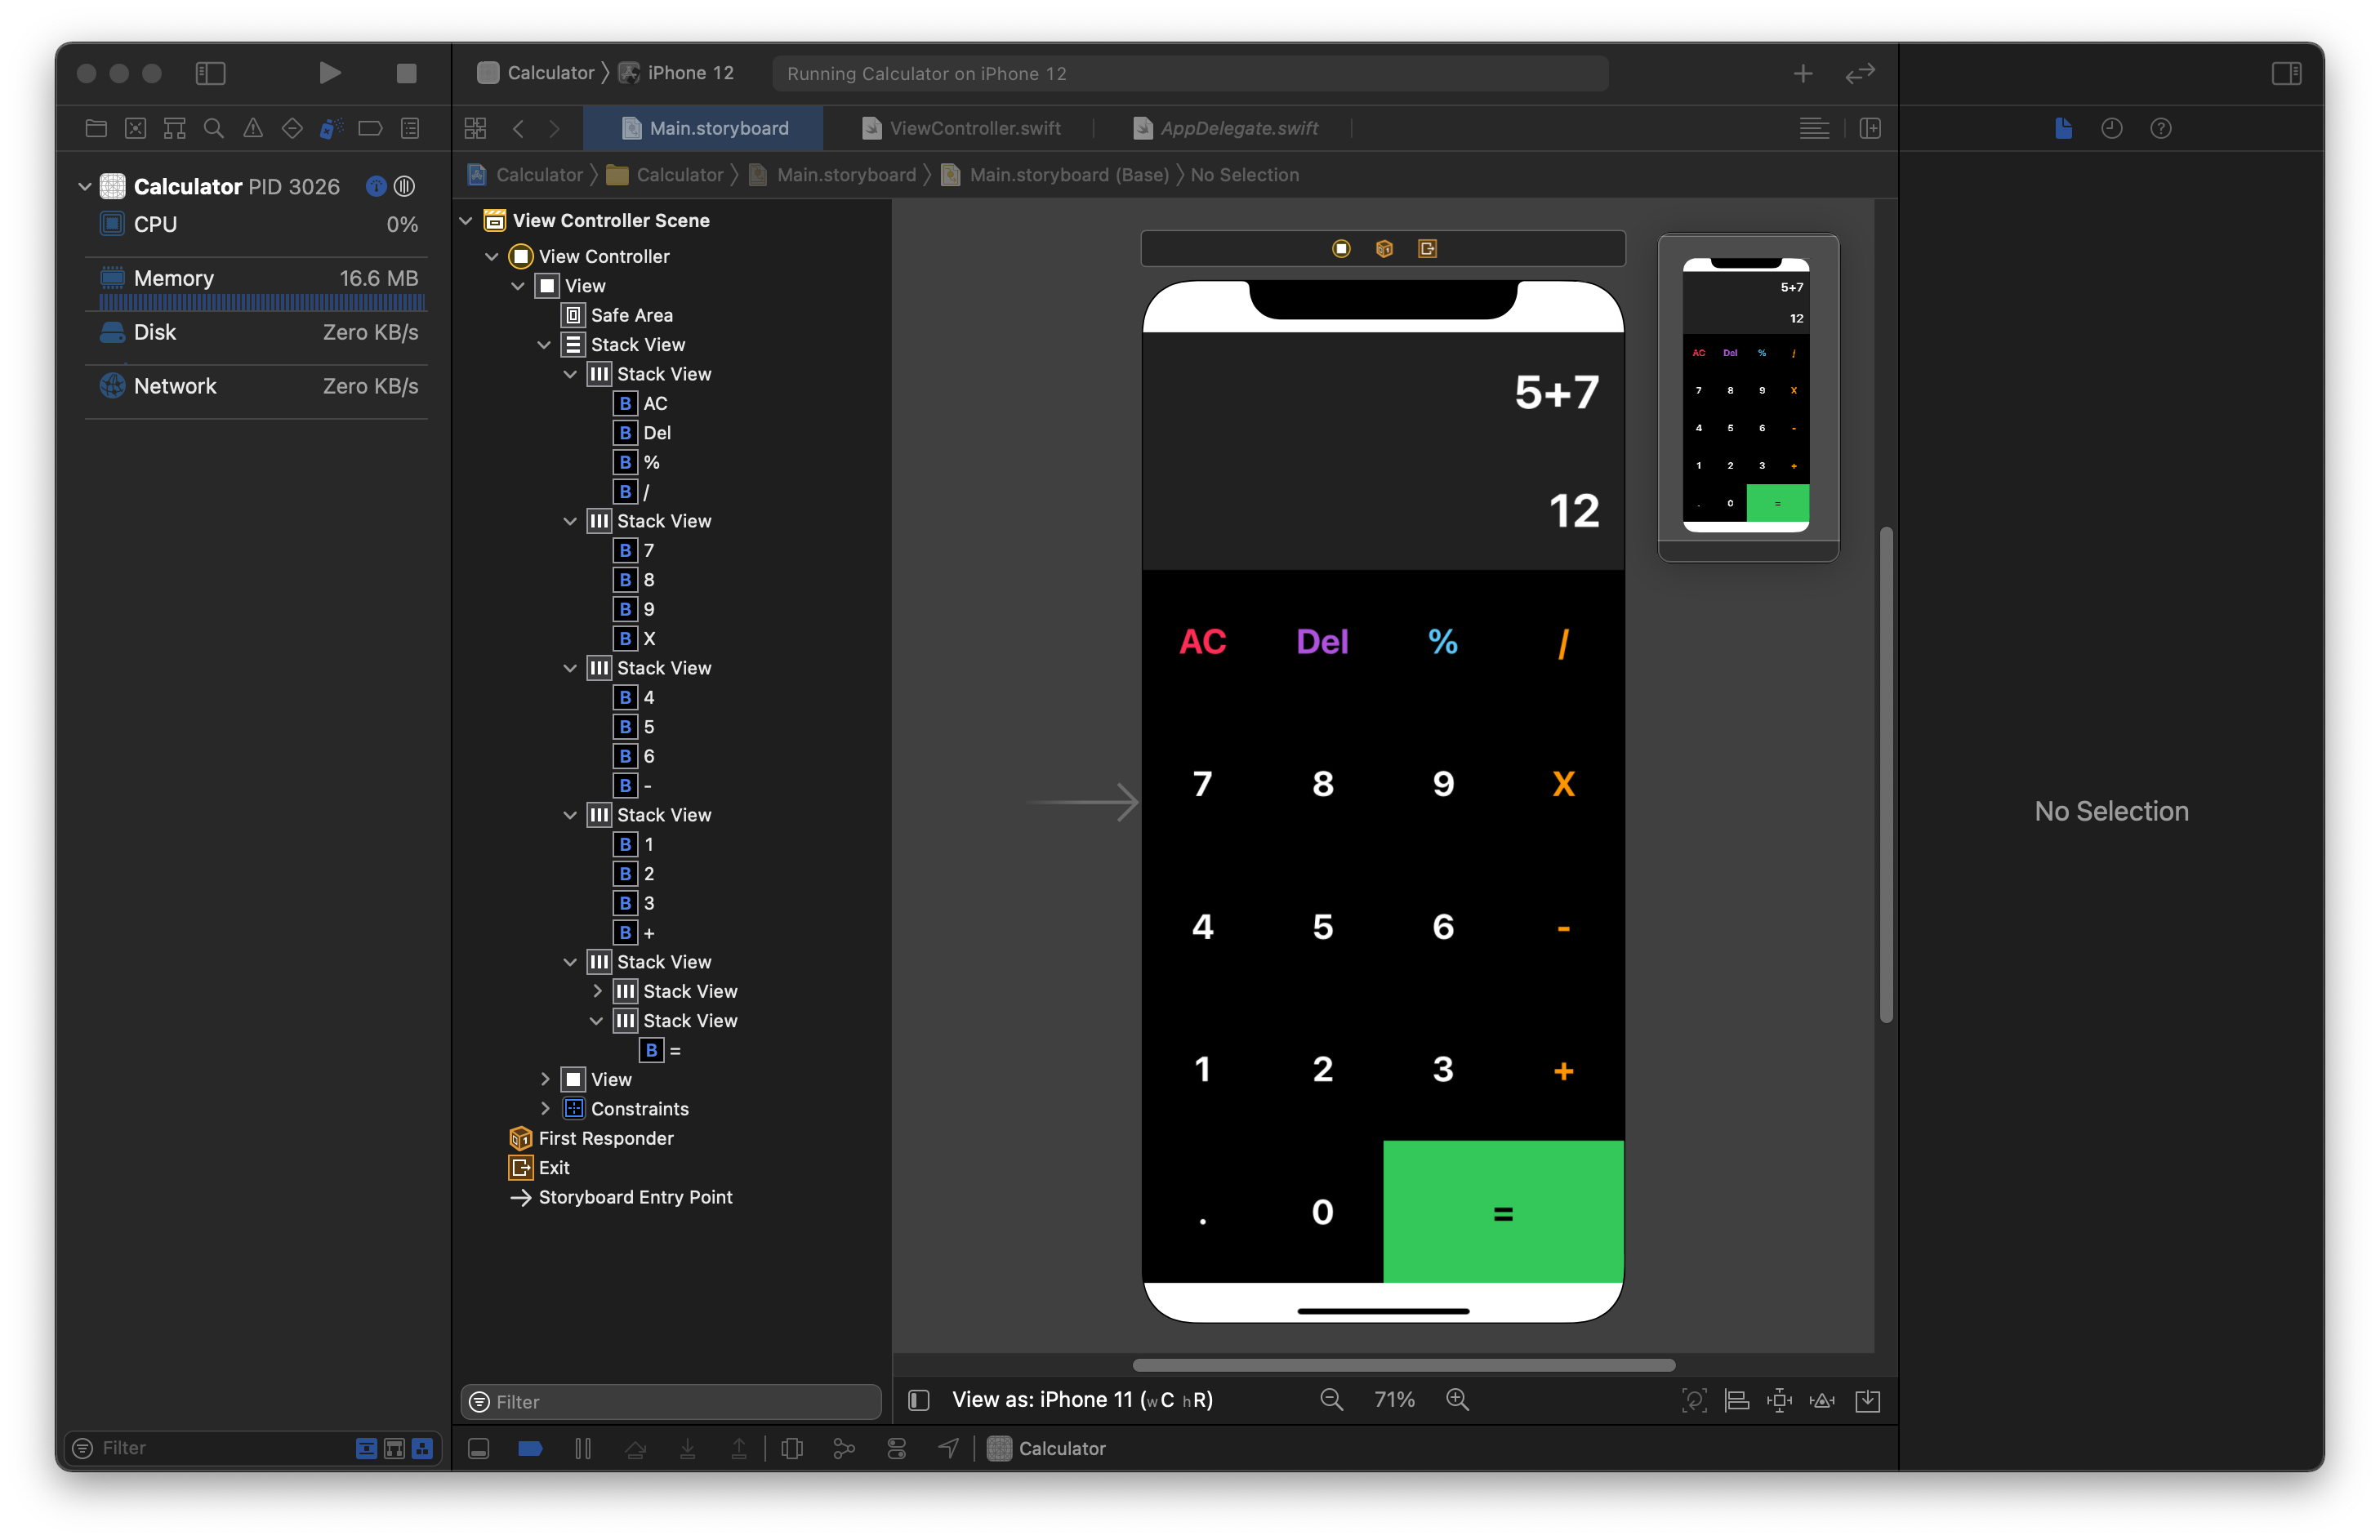 Calculator iPhone 12
Running Calculator on iPhone 12
Main.storyboard
ViewController.swift
AppDelegate.swift
Calculator Calculator Main.storyboard Main.storyboard (Base) No Selection
Calculator PID 3026
CPU 0%
Memory 16.6 MB
Disk Zero KB/s
Network Zero KB/s
Filter
View Controller Scene
View Controller
View
Safe Area
Stack View
Stack View
B AC
B Del
B %
B /
Stack View
B 7
B 8
B 9
B X
Stack View
B 4
B 5
B 6
B -
Stack View
B 1
B 2
B 3
B +
Stack View
Stack View
Stack View
B =
View
Constraints
First Responder
Exit
Storyboard Entry Point
Filter
5+7
12
AC Del % /
7 8 9 X
4 5 6 -
1 2 3 +
. 0 =
5+7
12
AC Del % /
7 8 9 X
4 5 6 -
1 2 3 +
. 0 =
View as: iPhone 11 (wC hR)
71%
Calculator
No Selection